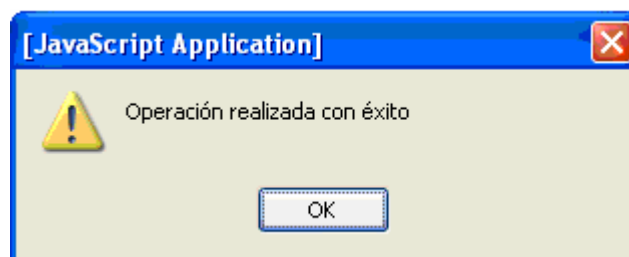 [JavaScript Application]
Operación realizada con éxito
OK